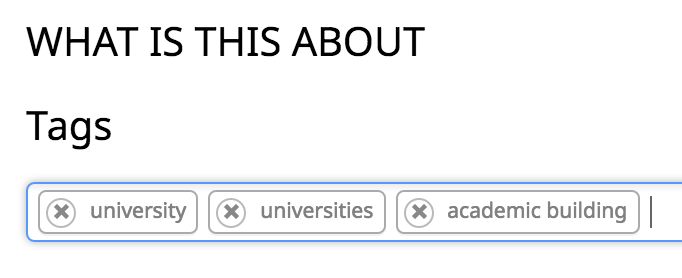 WHAT IS THIS ABOUT
Tags
university universities academic building